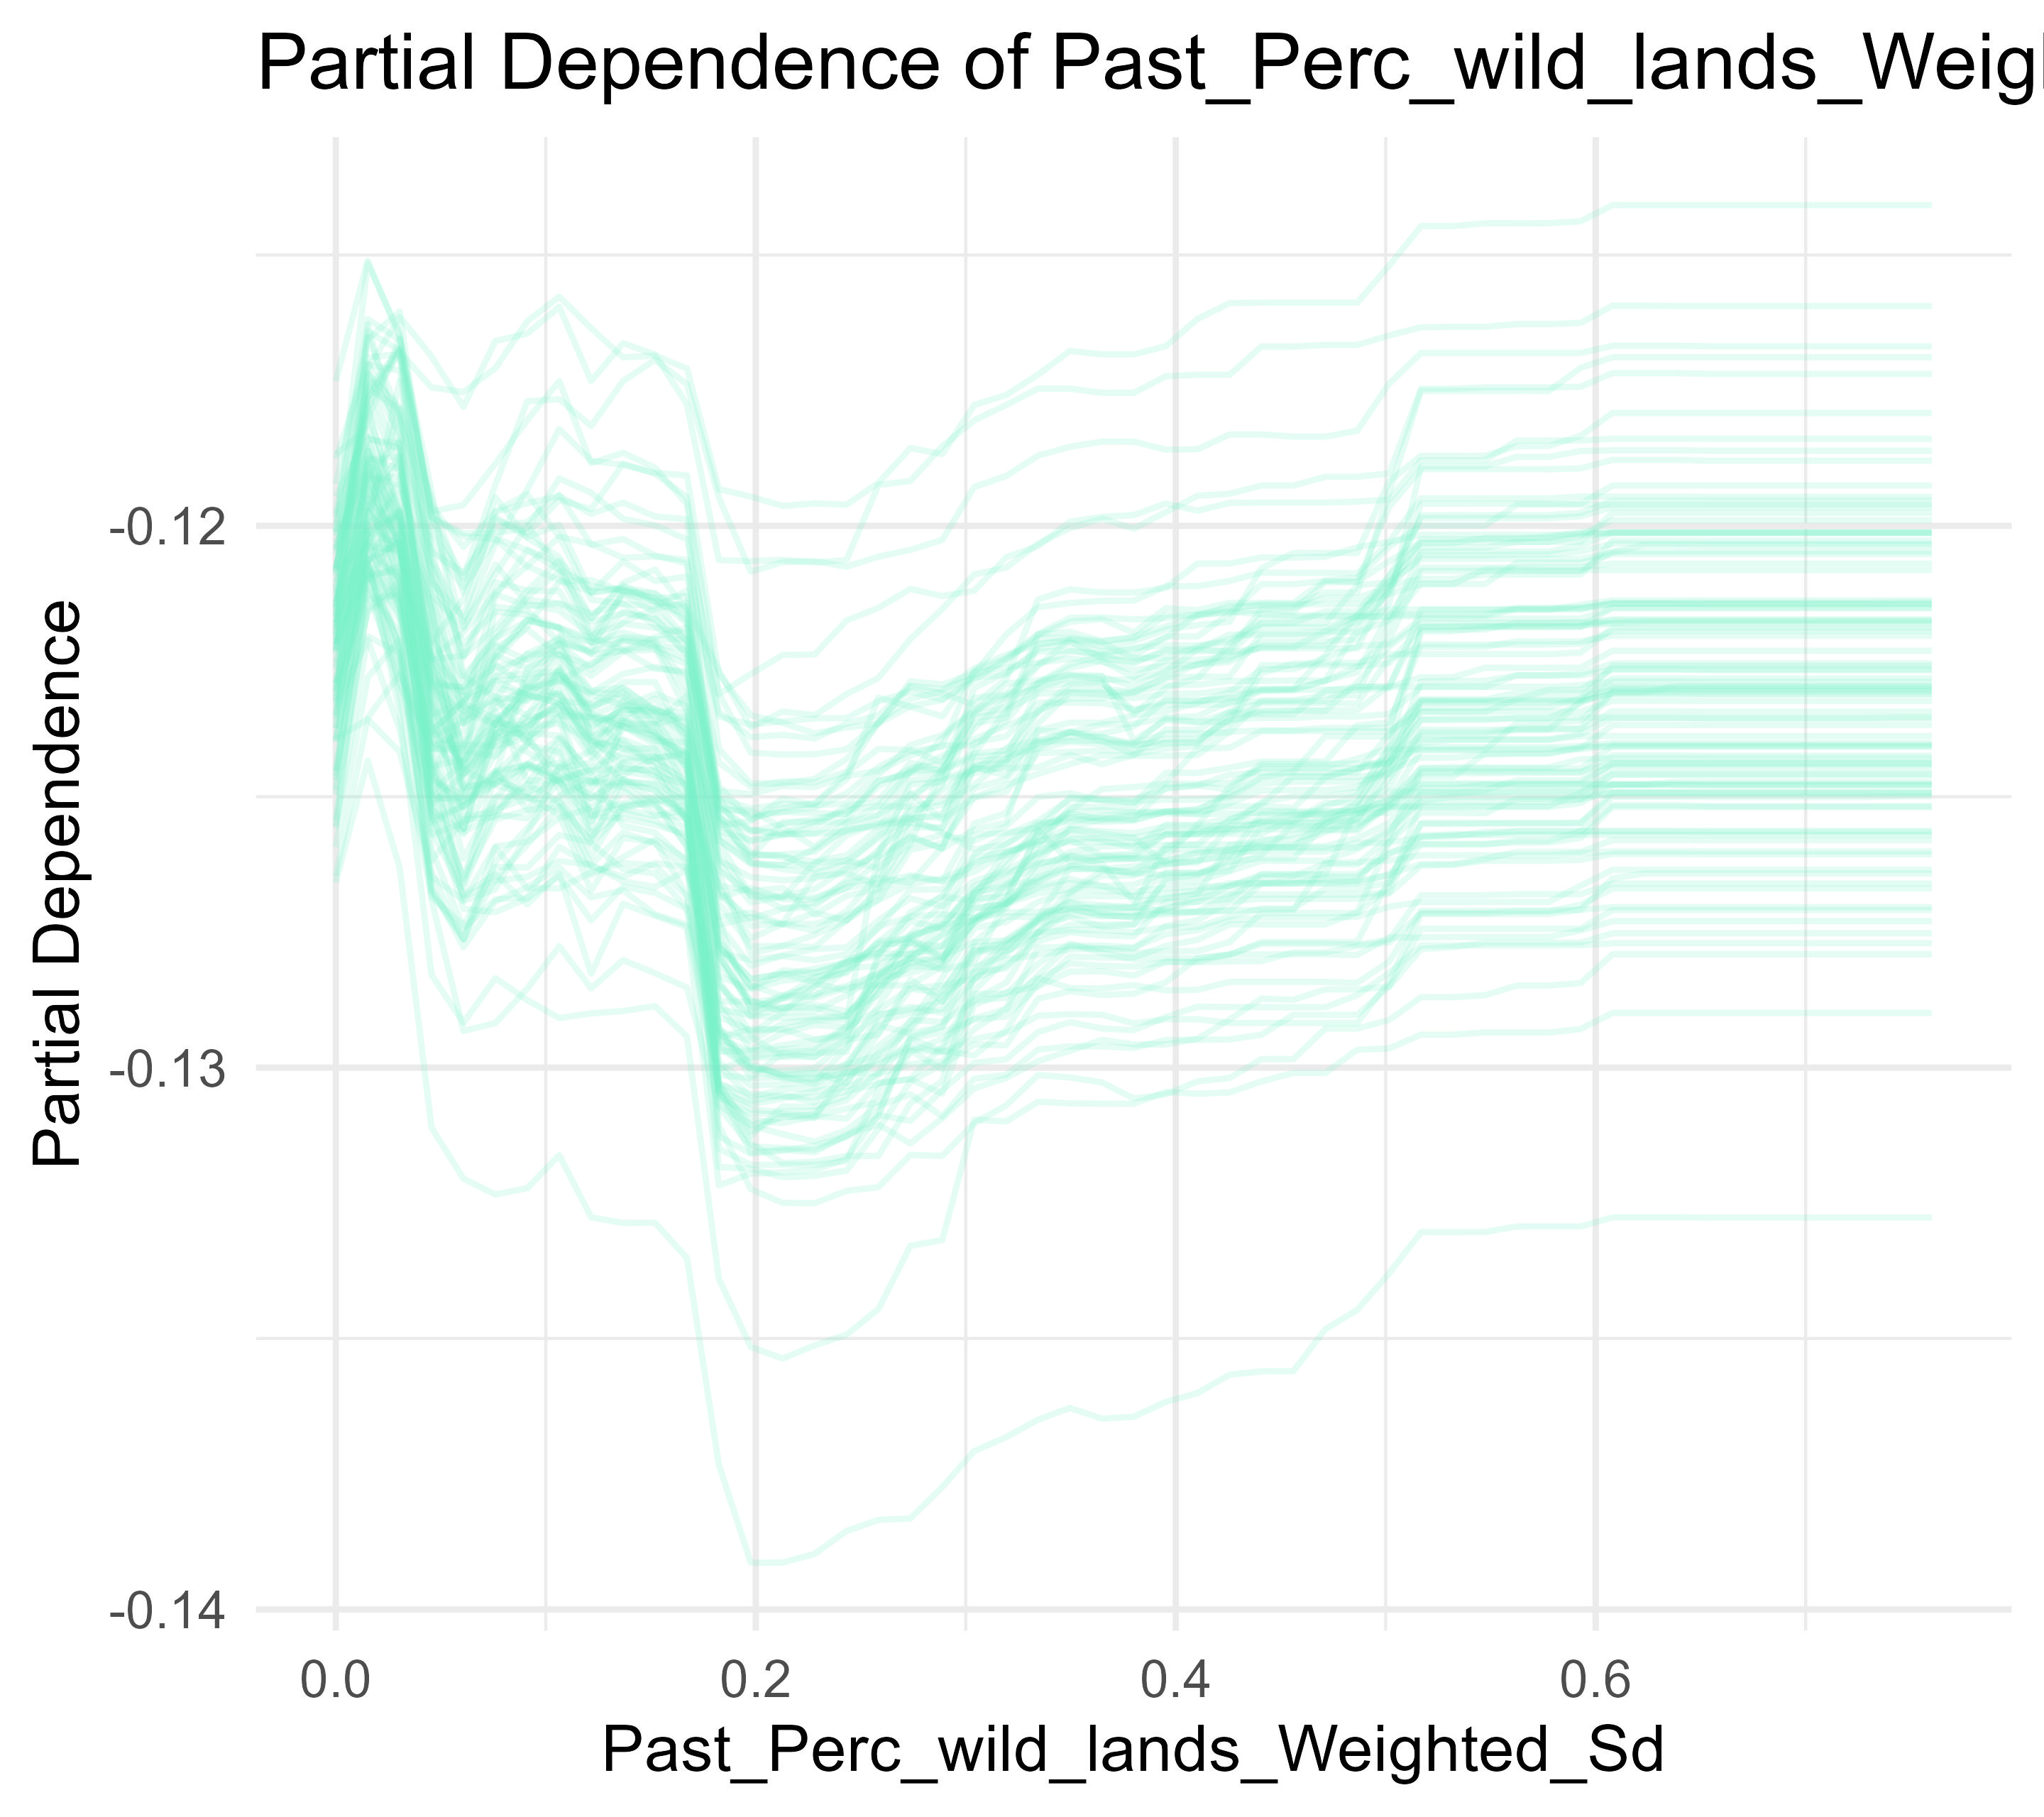 Partial Dependence of Past_Perc_wild_lands_Weig
Partial Dependence
-0.12
-0.13
-0.14
0.0 0.2 0.4 0.6
Past_Perc_wild_lands_Weighted_Sd